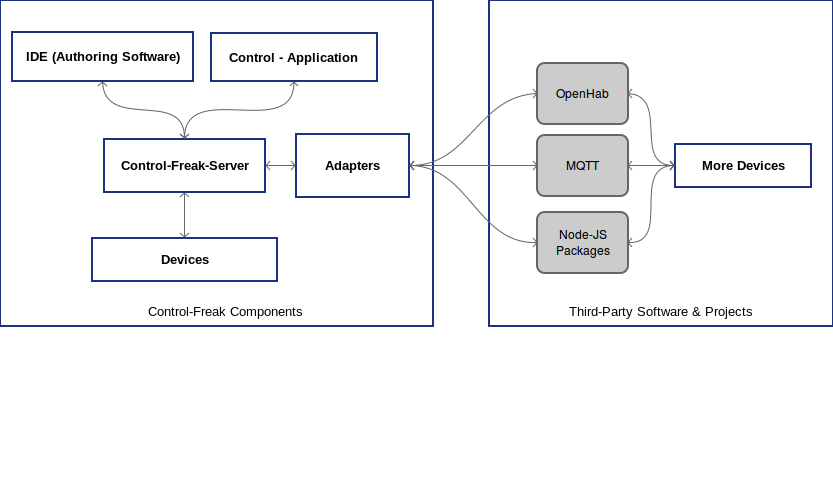 IDE (Authoring Software)
Control - Application
Control-Freak-Server
Adapters
Devices
Control-Freak Components
OpenHab
MQTT
Node-JS
Packages
More Devices
Third-Party Software & Projects